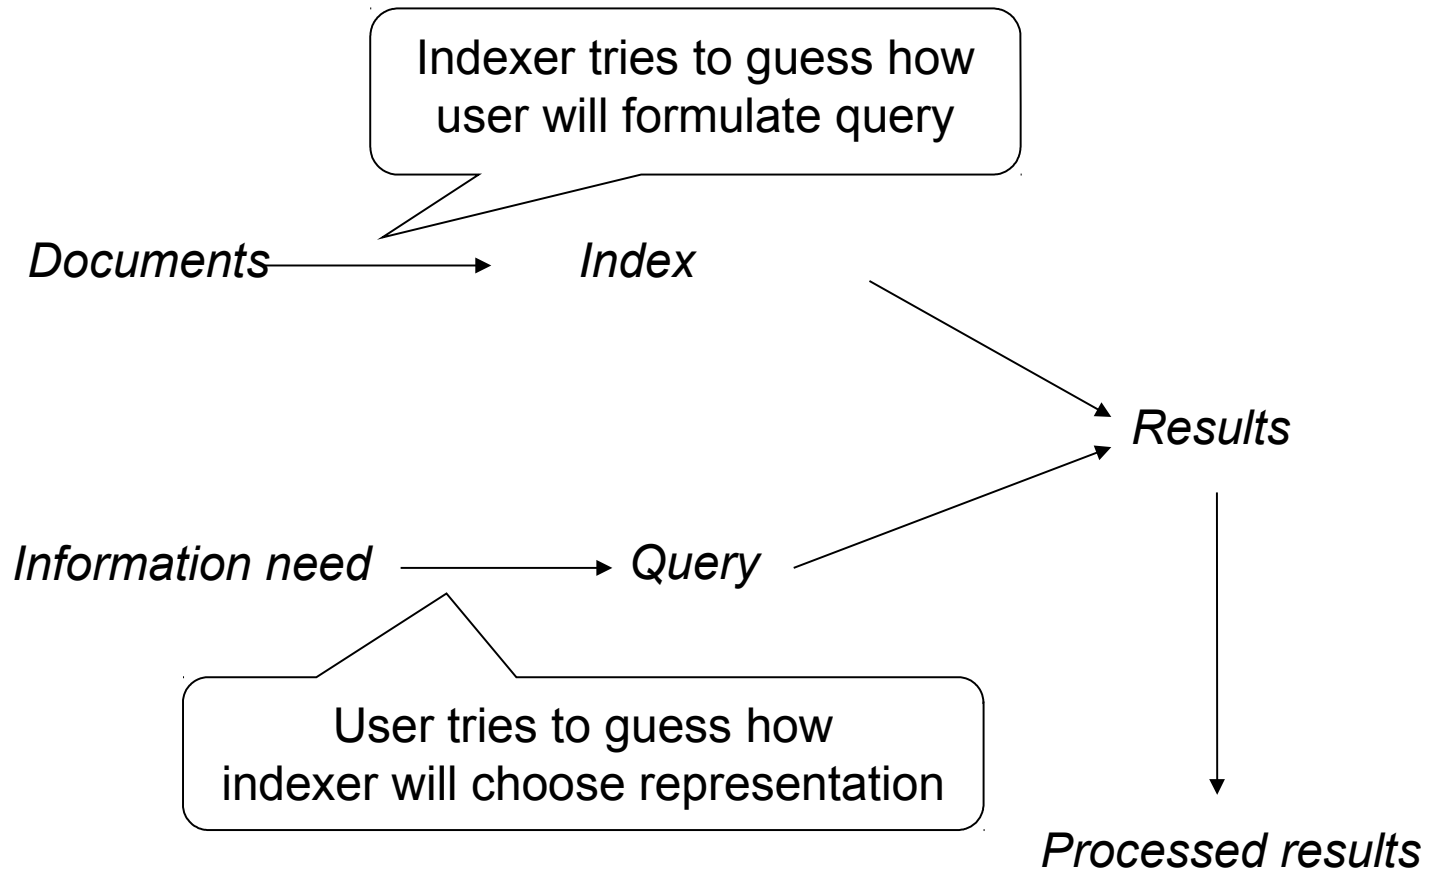 Indexer tries to guess how
user will formulate query
Documents Index
Results
Information need Query
User tries to guess how
indexer will choose representation
Processed results